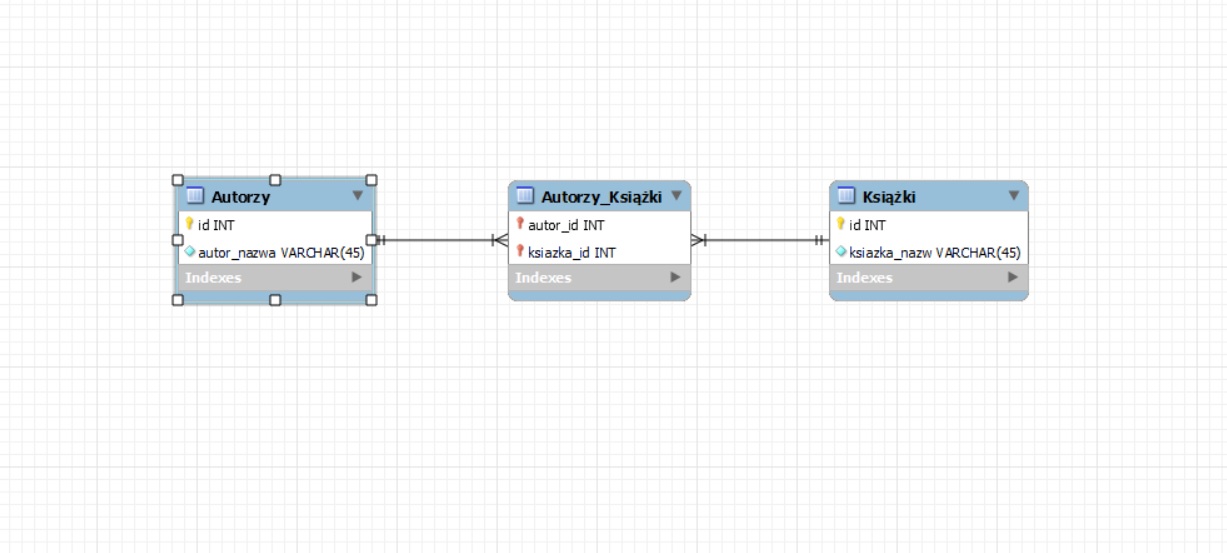 Autorzy
id INT
autor_nazwa VARCHAR(45)
Indexes
Autorzy_Książki
autor_id INT
ksiazka_id INT
Indexes
Książki
id INT
ksiazka_nazw VARCHAR(45)
Indexes